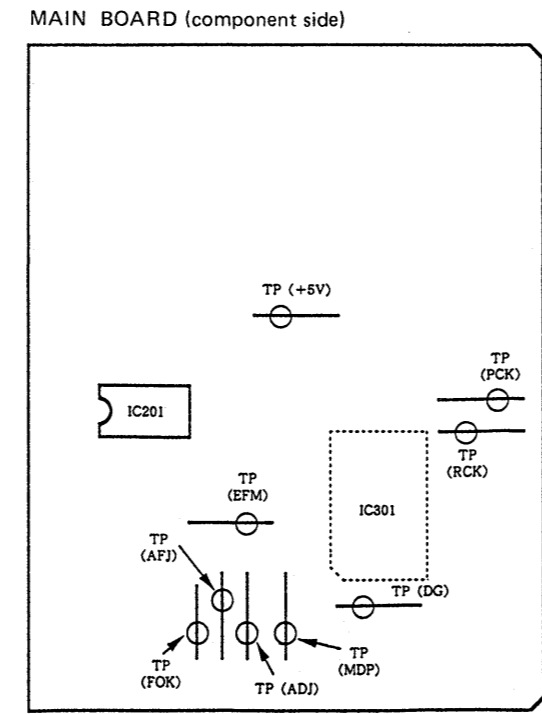 MAIN BOARD (component side)
TP (+5V)
TP
(PCK)
IC201
TP
(RCK)
TP
(EFM)
IC301
TP
(AFJ)
TP (DG)
TP
(FOK)
TP (ADJ)
TP
(MDP)